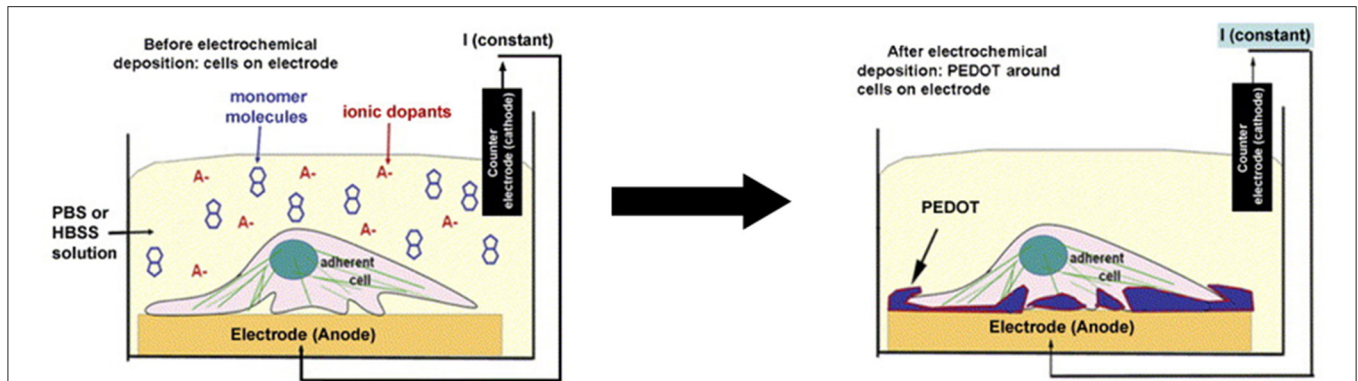 Before electrochemical
deposition: cells on electrode
I (constant)
monomer
molecules
ionic dopants
Counter
electrode (cathode)
A-
A-
A-
A-
A-
A-
A-
PBS or
HBSS
solution
adherent
cell
Electrode (Anode)
After electrochemical
deposition: PEDOT around
cells on electrode
I (constant)
Counter
electrode (cathode)
PEDOT
adherent
cell
Electrode (Anode)